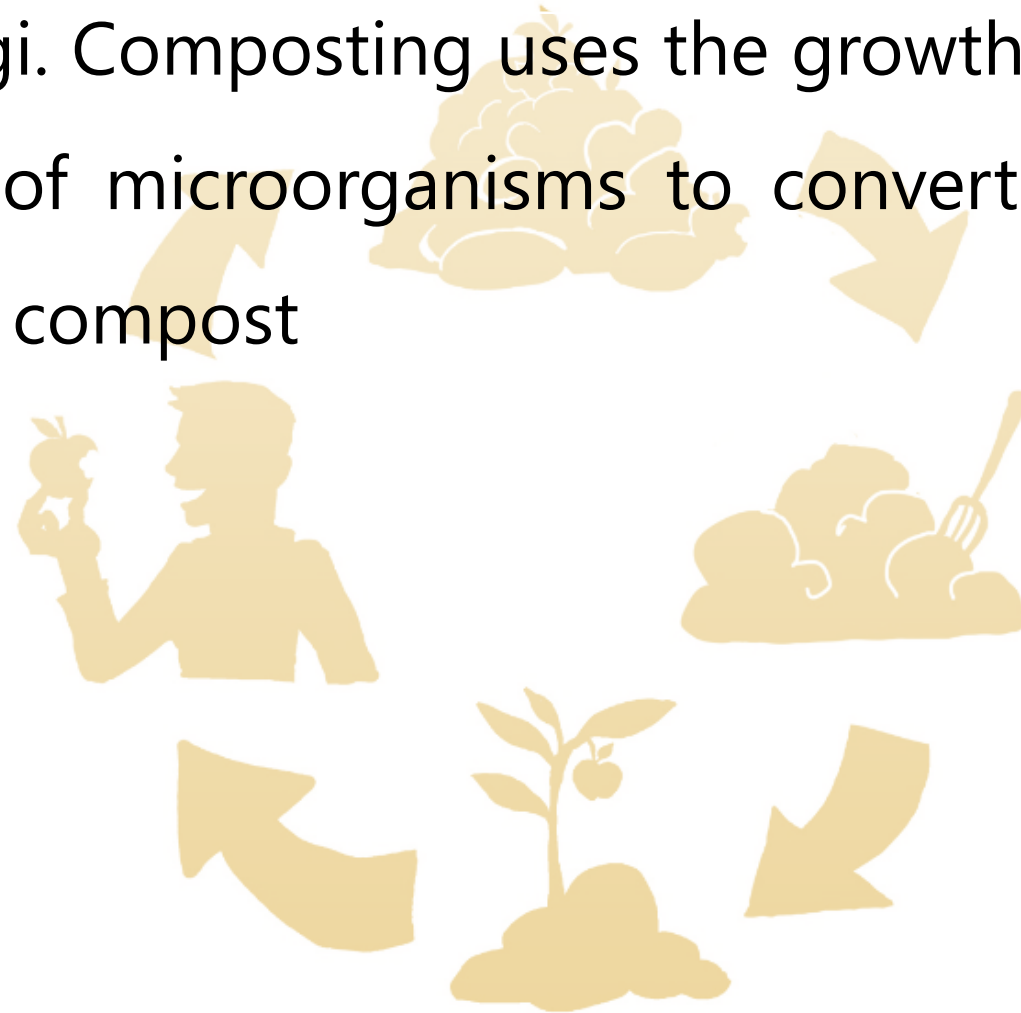 gi. Composting uses the growth
of microorganisms to convert
compost